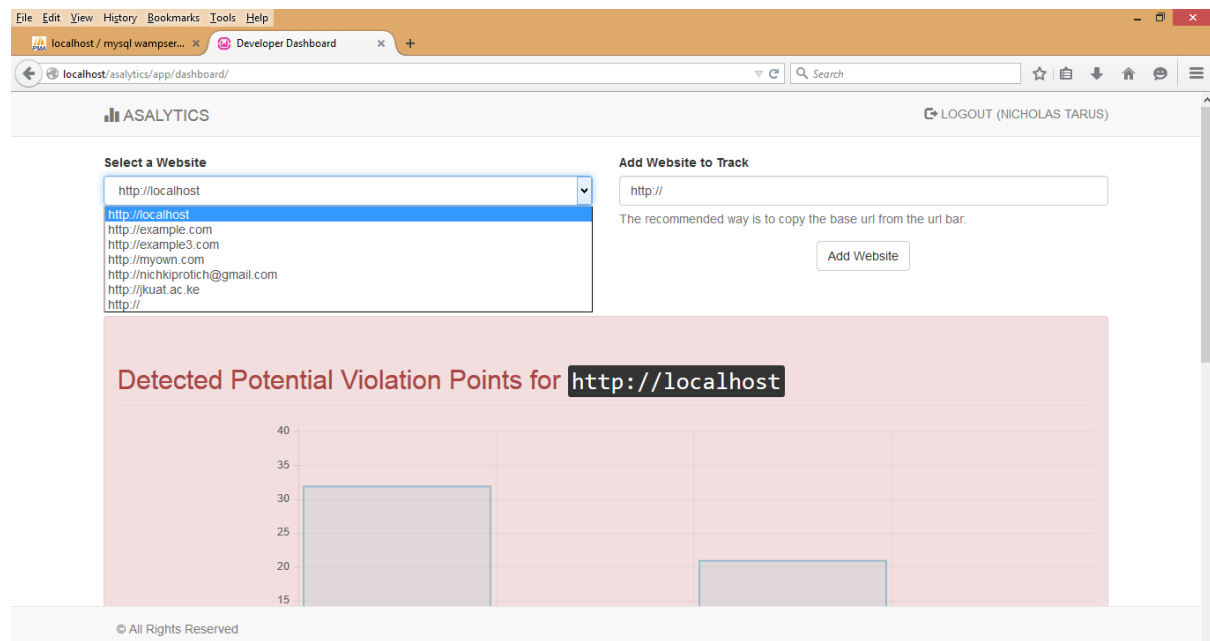 File Edit View History Bookmarks Tools Help
localhost / mysql wampser... × Developer Dashboard × +
localhost/asalytics/app/dashboard/ Search
ASALYTICS LOGOUT (NICHOLAS TARUS)
Select a Website
http://localhost
http://localhost
http://example.com
http://example3.com
http://myown.com
http://nichkiprotich@gmail.com
http://jkuat.ac.ke
http://
Add Website to Track
http://
The recommended way is to copy the base url from the url bar.
Add Website
Detected Potential Violation Points for http://localhost
40
35
30
25
20
15
© All Rights Reserved